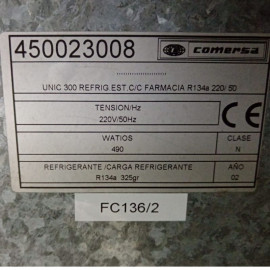 450023008
comersa
UNIC 300 REFRIG.EST.C/C FARMACIA R134a 220/ 50
TENSION/Hz
220V/50Hz
CE
WATIOS
490
CLASE
N
REFRIGERANTE /CARGA REFRIGERANTE
R134a 325gr
AÑO
02
FC136/2